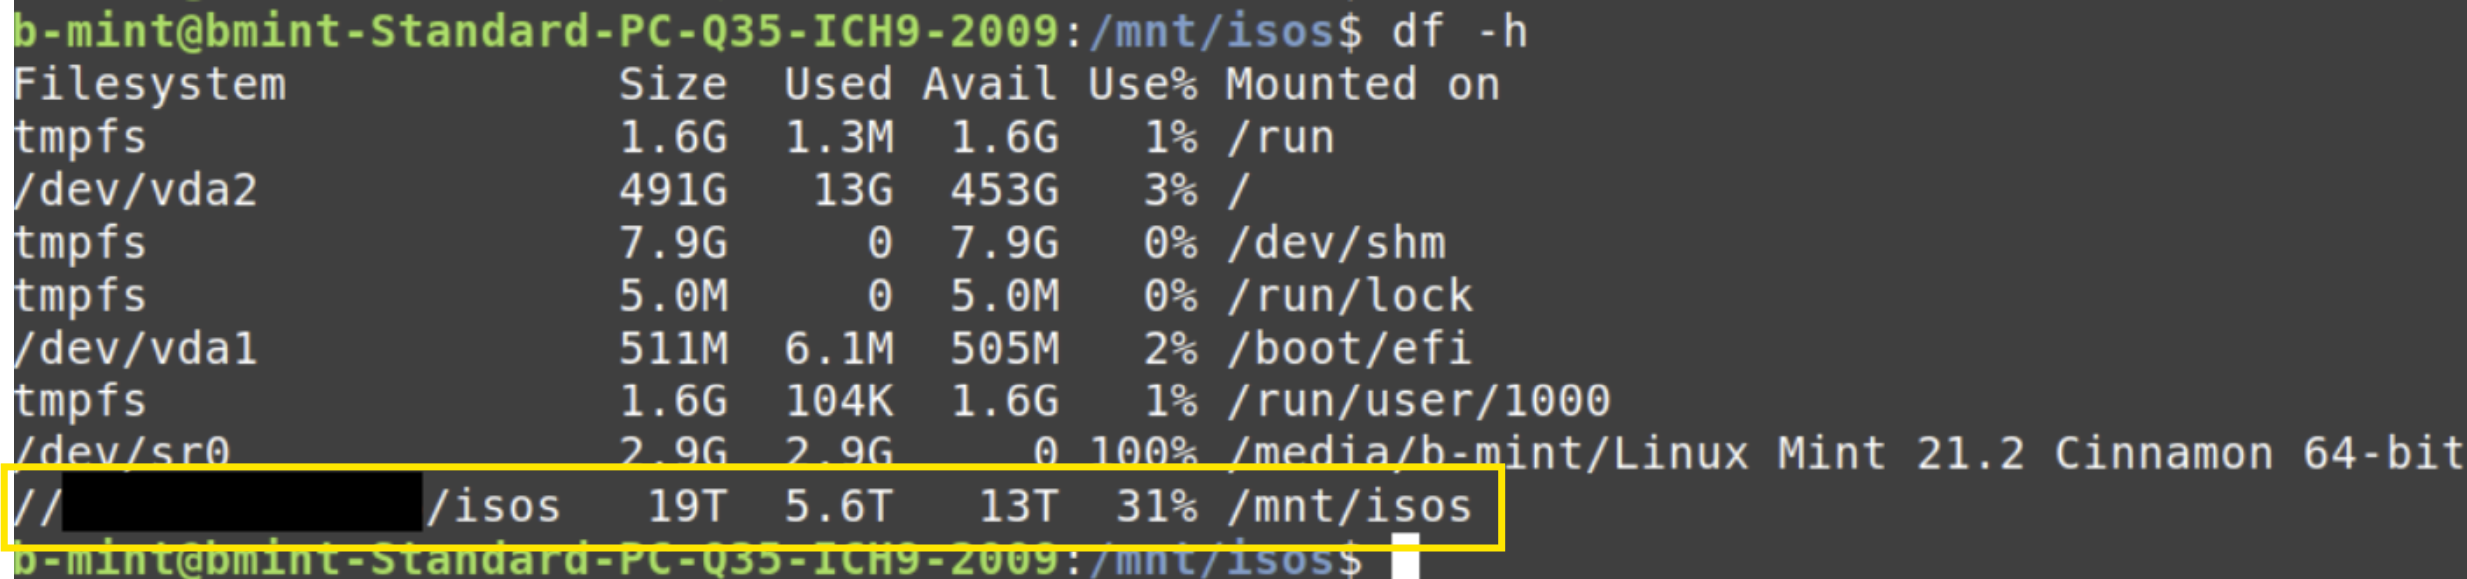 b-mint@bmint-Standard-PC-Q35-ICH9-2009:/mnt/isos$ df -h
Filesystem            Size  Used Avail Use% Mounted on
tmpfs                 1.6G  1.3M  1.6G   1% /run
/dev/vda2             491G   13G  453G   3% /
tmpfs                 7.9G     0  7.9G   0% /dev/shm
tmpfs                 5.0M     0  5.0M   0% /run/lock
/dev/vda1             511M  6.1M  505M   2% /boot/efi
tmpfs                 1.6G  104K  1.6G   1% /run/user/1000
/dev/sr0              2.9G  2.9G     0 100% /media/b-mint/Linux Mint 21.2 Cinnamon 64-bit
// /isos   19T  5.6T   13T  31% /mnt/isos
b-mint@bmint-Standard-PC-Q35-ICH9-2009:/mnt/isos$